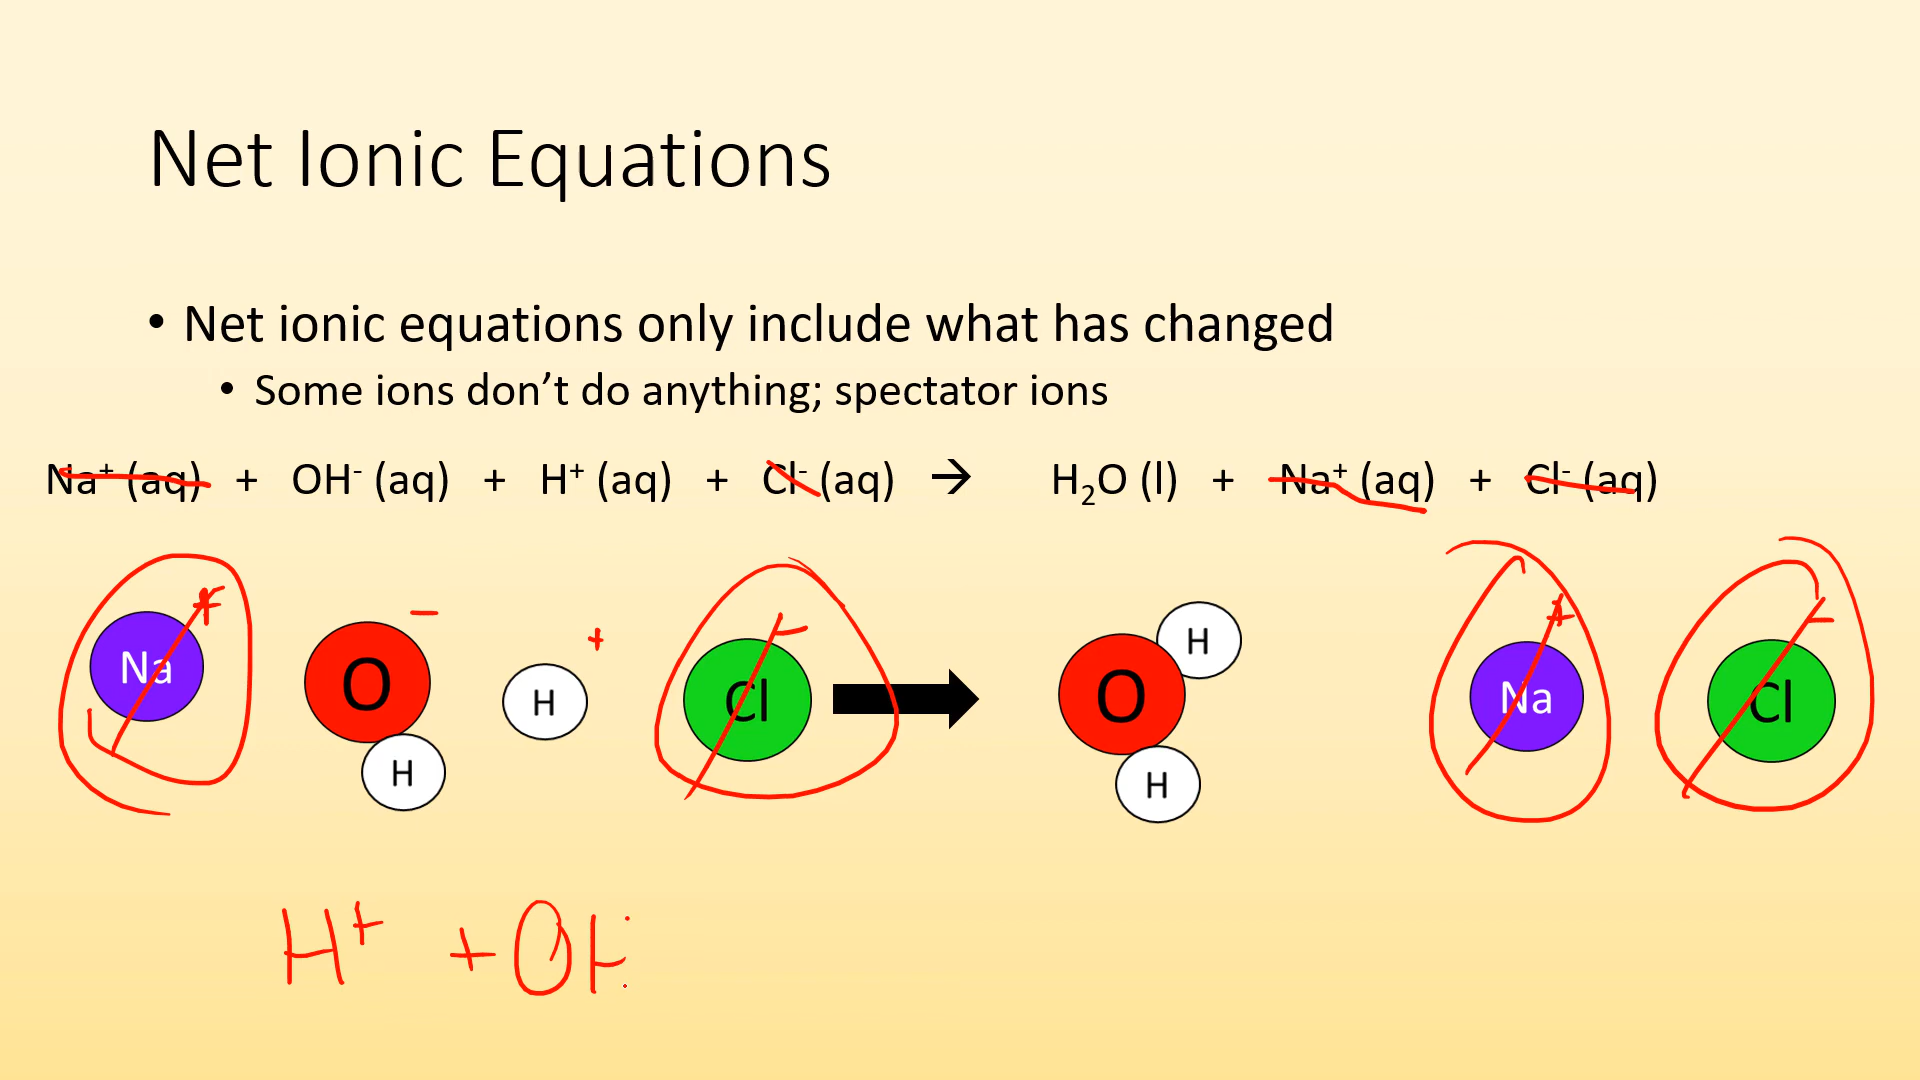 Net Ionic Equations
• Net ionic equations only include what has changed
• Some ions don’t do anything; spectator ions
Na⁺ (aq) + OH⁻ (aq) + H⁺ (aq) + Cl⁻ (aq) → H₂O (l) + Na⁺ (aq) + Cl⁻ (aq)
Na⁺ O H ⁻ H ⁺ Cl⁻ O H H Na⁺ Cl⁻
H⁺ + OH